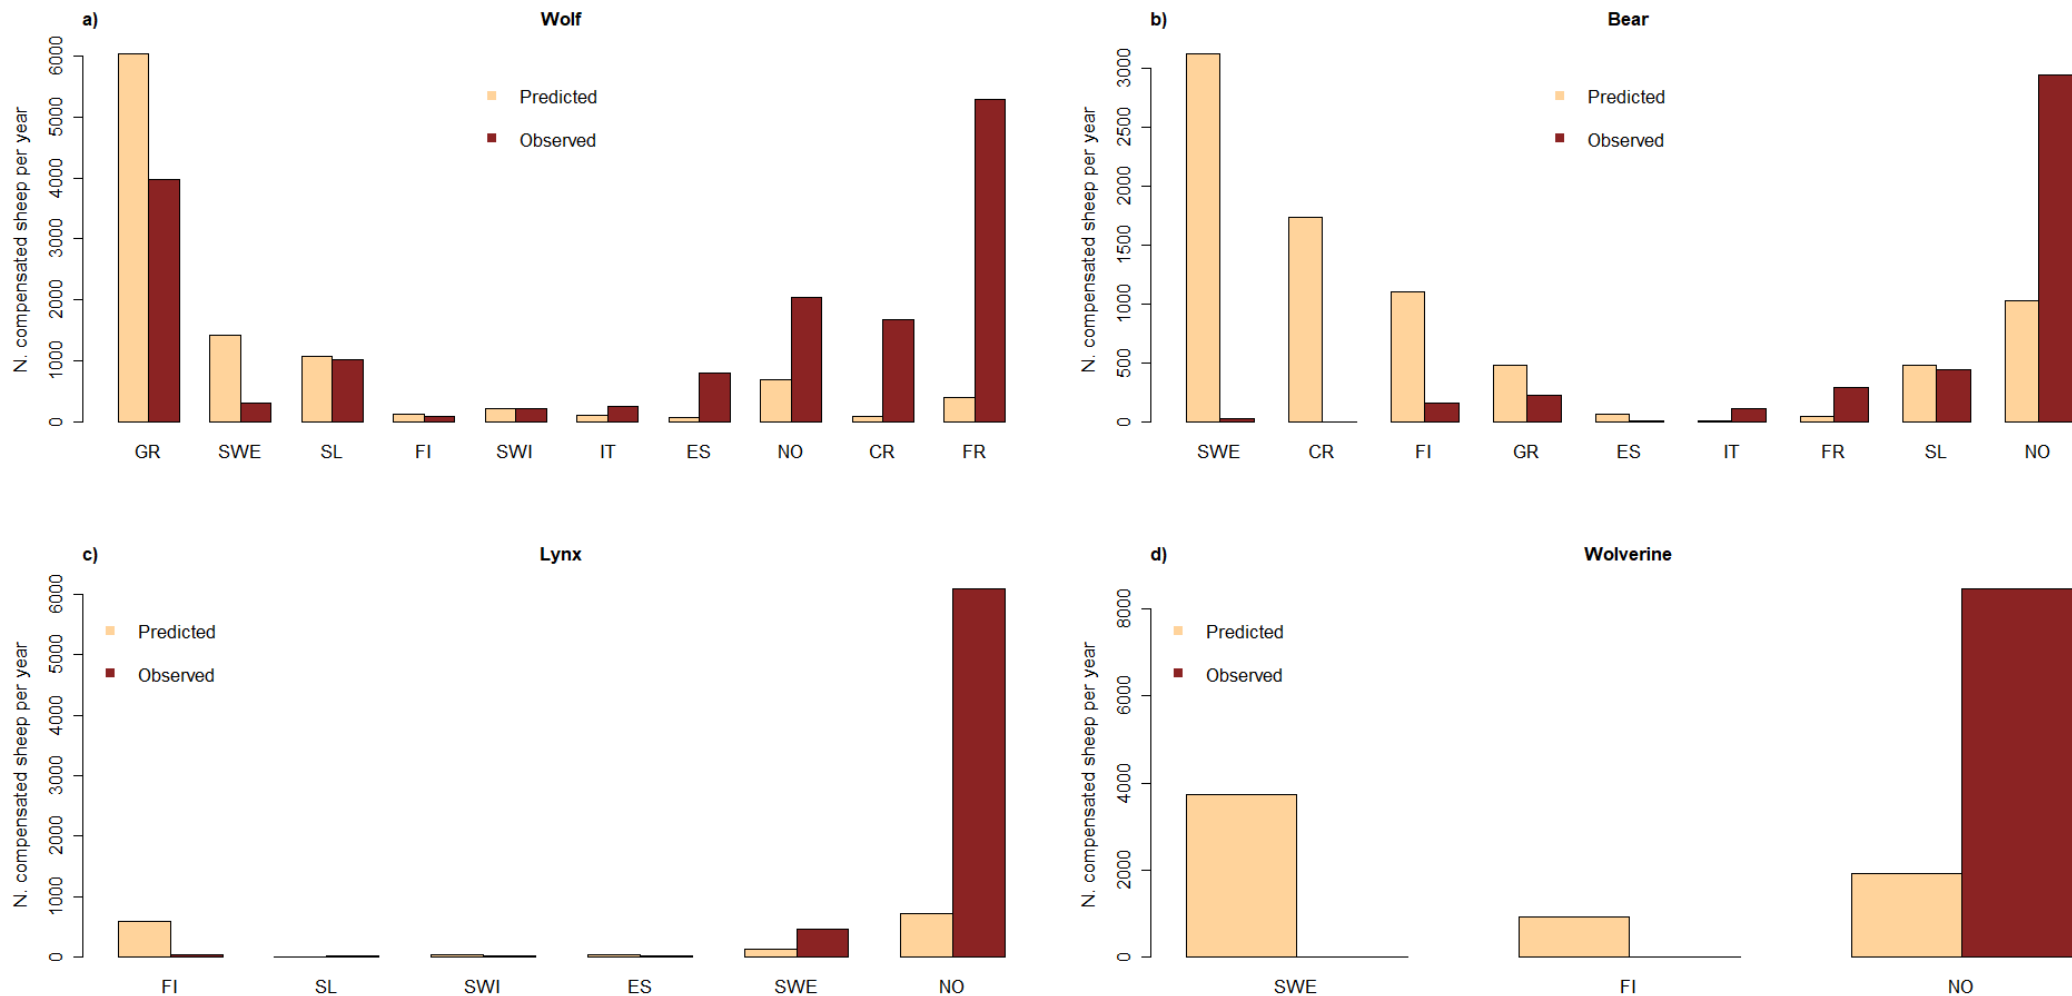 a) Wolf
N. compensated sheep per year
6000
5000
4000
3000
2000
1000
0
Predicted
Observed
GR SWE SL FI SWI IT ES NO CR FR
b) Bear
N. compensated sheep per year
3000
2500
2000
1500
1000
500
0
Predicted
Observed
SWE CR FI GR ES IT FR SL NO
c) Lynx
N. compensated sheep per year
6000
5000
4000
3000
2000
1000
0
Predicted
Observed
FI SL SWI ES SWE NO
d) Wolverine
N. compensated sheep per year
8000
6000
4000
2000
0
Predicted
Observed
SWE FI NO